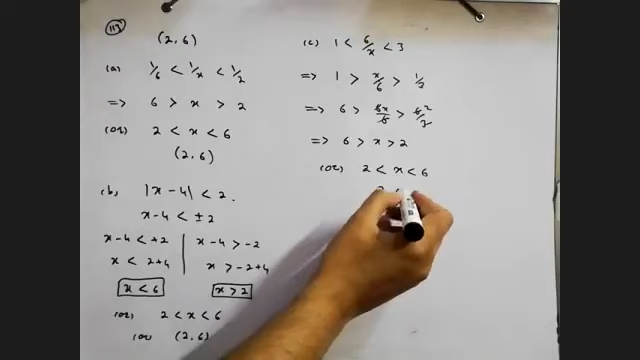 117
(2,6)
(a) 1/6 < 1/x < 1/2
=> 6 > x > 2
(or) 2 < x < 6
(2,6)
(b) |x-4| < 2.
x-4 < ±2
x-4 < +2 | x-4 > -2
x < 2+4 | x > -2+4
x < 6 | x > 2
(or) 2 < x < 6
(or (2,6)
(c) 1 < 6/x < 3
=> 1 > x/6 > 1/3
=> 6 > 6x/6 > 6/3 2
=> 6 > x > 2
(or) 2 < x < 6